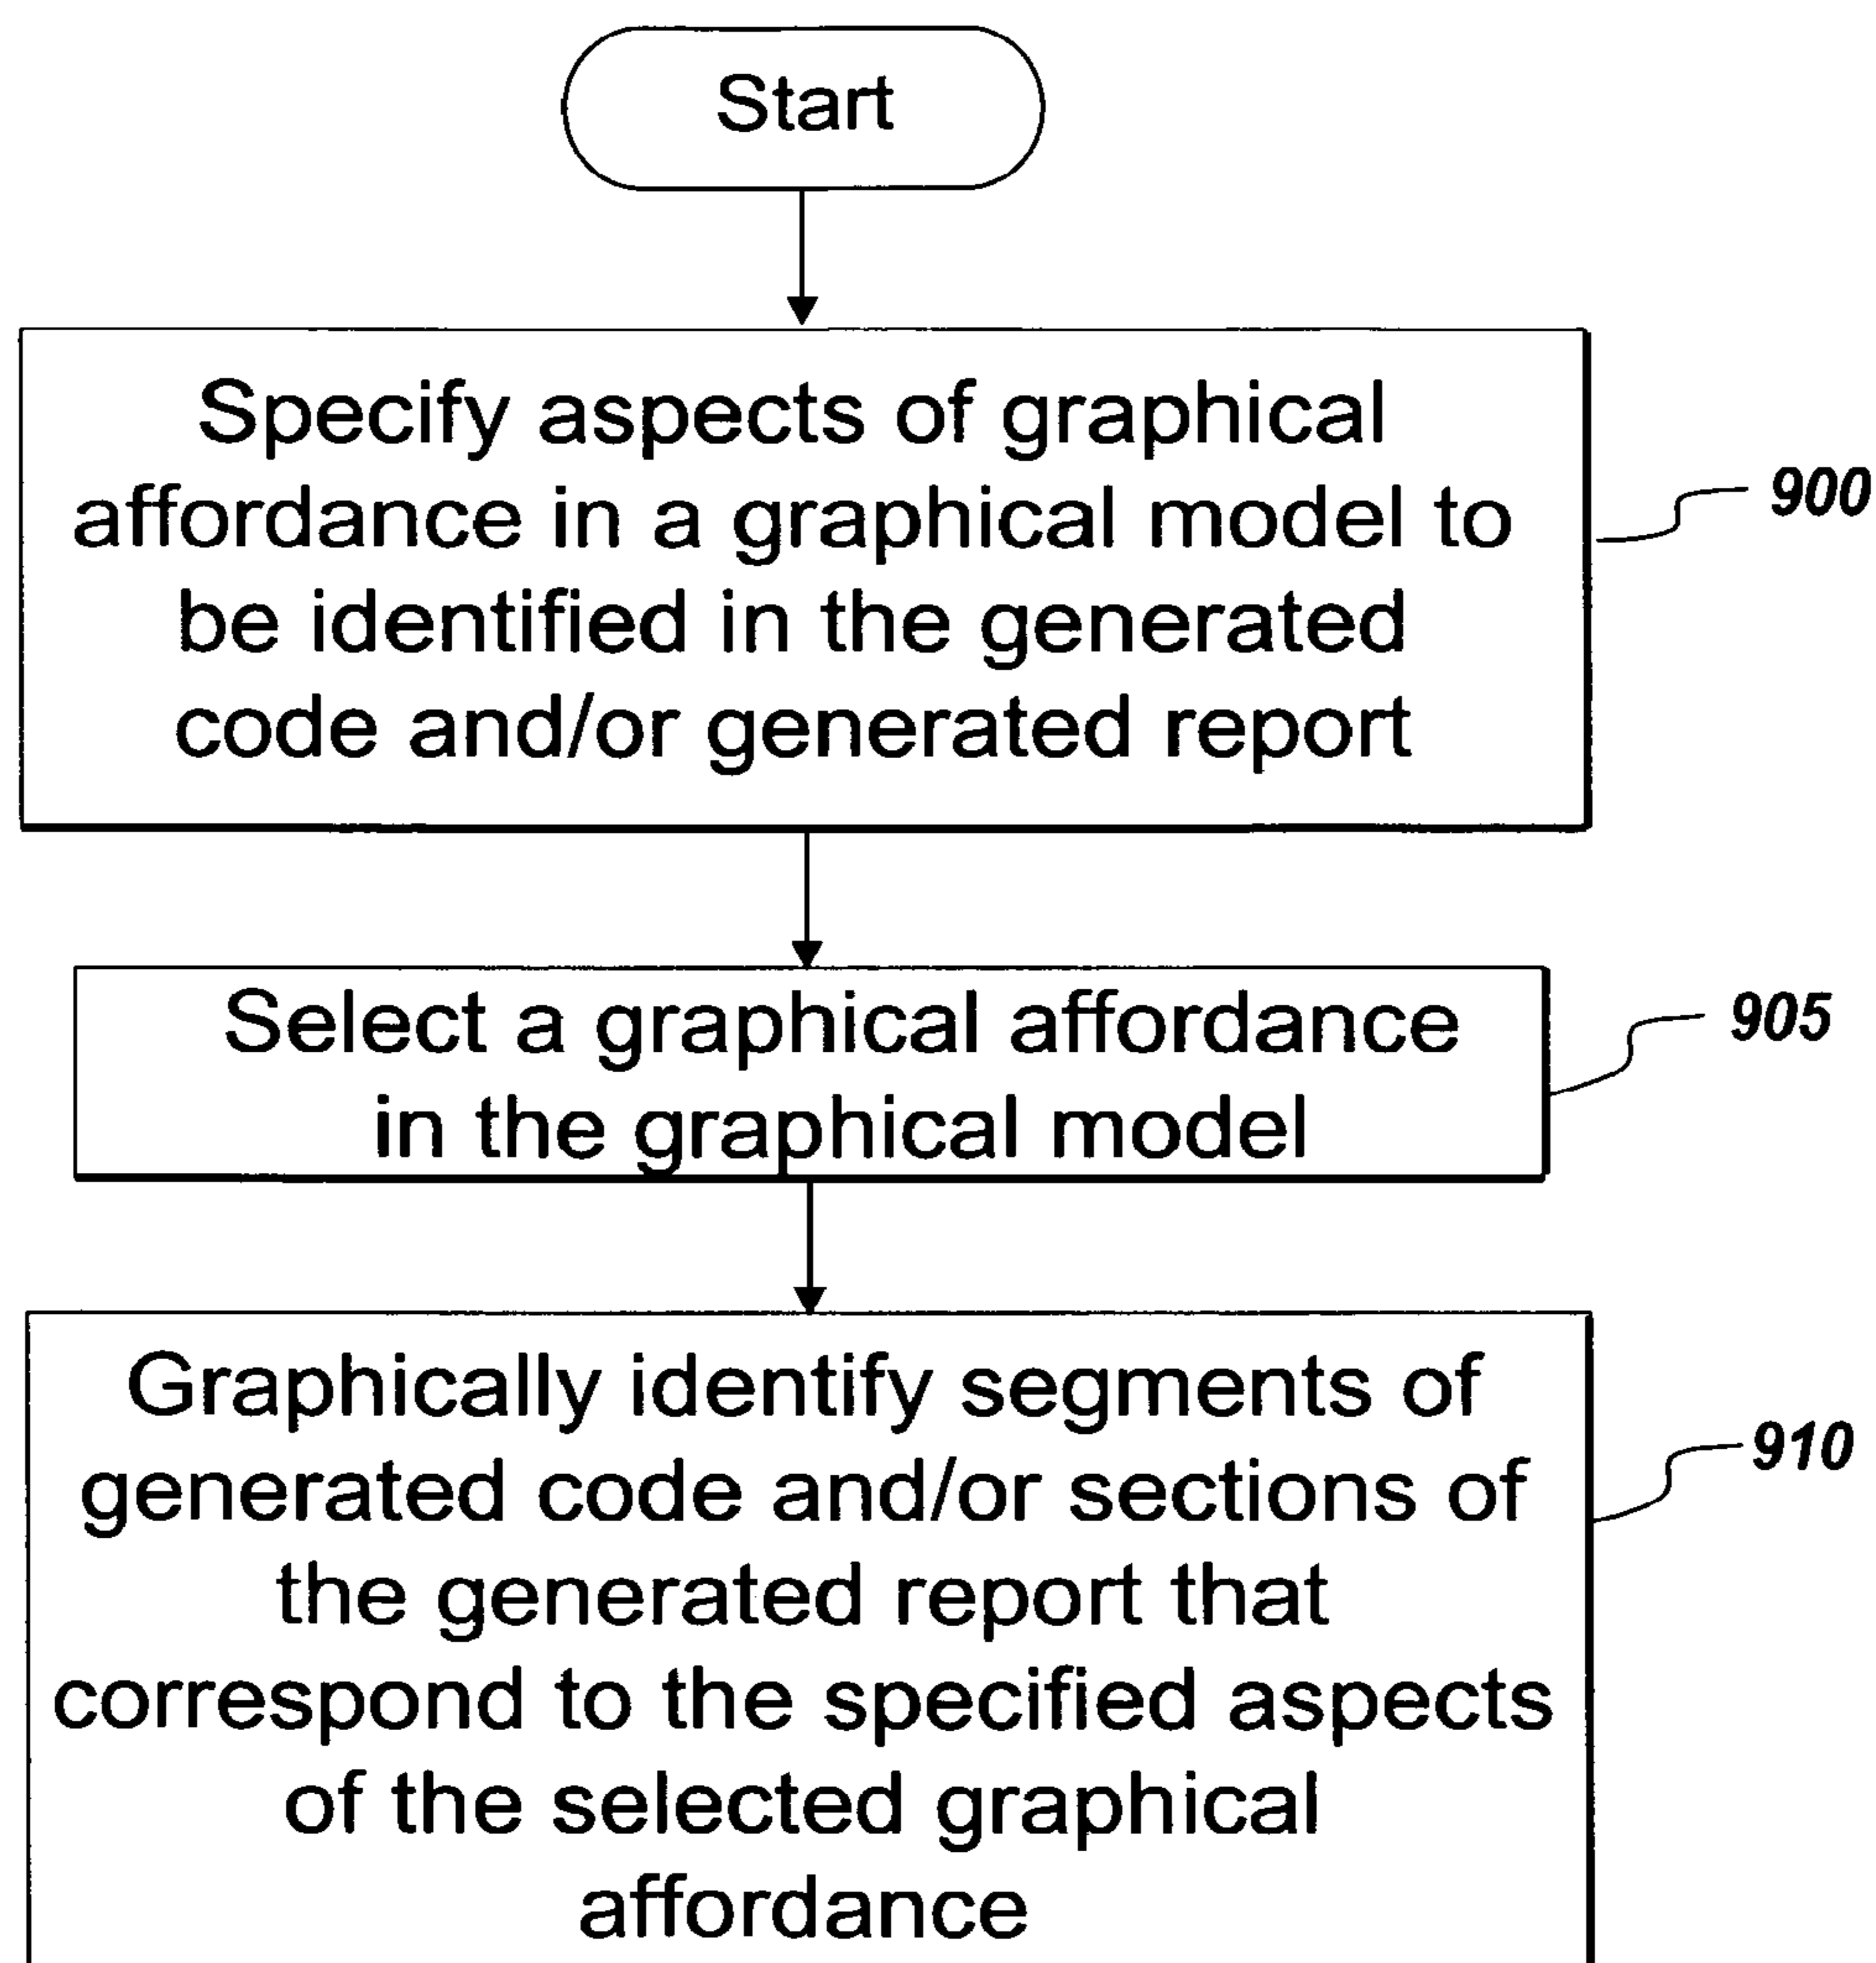 Start
Specify aspects of graphical
affordance in a graphical model to
be identified in the generated
code and/or generated report
900
Select a graphical affordance
in the graphical model
905
Graphically identify segments of
generated code and/or sections of
the generated report that
correspond to the specified aspects
of the selected graphical
affordance
910